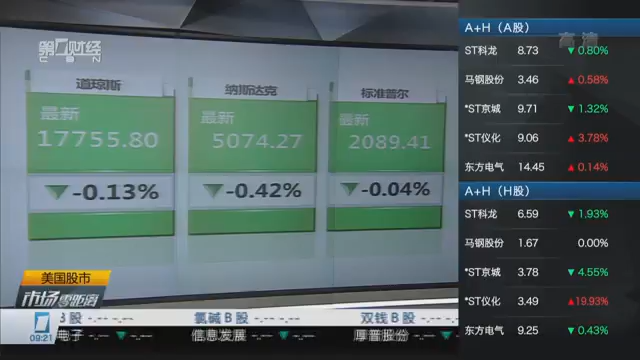 第一财经
CBN
高清
道琼斯
最新
17755.80
▼-0.13%
纳斯达克
最新
5074.27
▼-0.42%
标准普尔
最新
2089.41
▼-0.04%
A+H（A股）
ST科龙 8.73 ▼0.80%
马钢股份 3.46 ▲0.58%
*ST京城 9.71 ▼1.32%
*ST仪化 9.06 ▲3.78%
东方电气 14.45 ▲0.14%
A+H（H股）
ST科龙 6.59 ▼1.93%
马钢股份 1.67 0.00%
*ST京城 3.78 ▼4.55%
*ST仪化 3.49 ▲19.93%
东方电气 9.25 ▼0.43%
美国股市
市场零距离
B股 -.-- -.-- 氯碱B股 -.-- -.-- 双钱B股 -.-- -.--
09:21 电子 -.-- ▼ -.-- 信息发展 -.-- ▼ -.-- 厚普股份 -.-- ▼ -.--